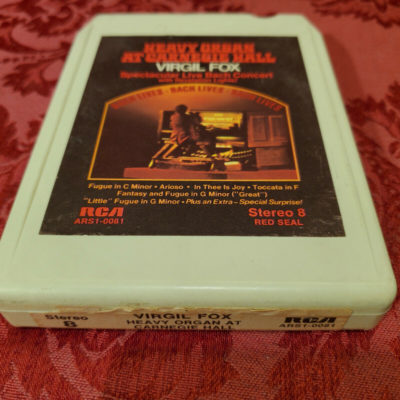 HEAVY ORGAN
AT CARNEGIE HALL
VIRGIL FOX
Spectacular Live Bach Concert
LIVES • BACH LIVES • BACH LIVES
Fugue in C Minor • Arioso • In Thee Is Joy • Toccata in F
Fantasy and Fugue in G Minor ("Great")
"Little" Fugue in G Minor • Plus an Extra—Special Surprise!
RCA
ARS1-0081
Stereo 8
RED SEAL
Stereo
8
VIRGIL FOX
HEAVY ORGAN AT
CARNEGIE HALL
RCA
ARS1-0081